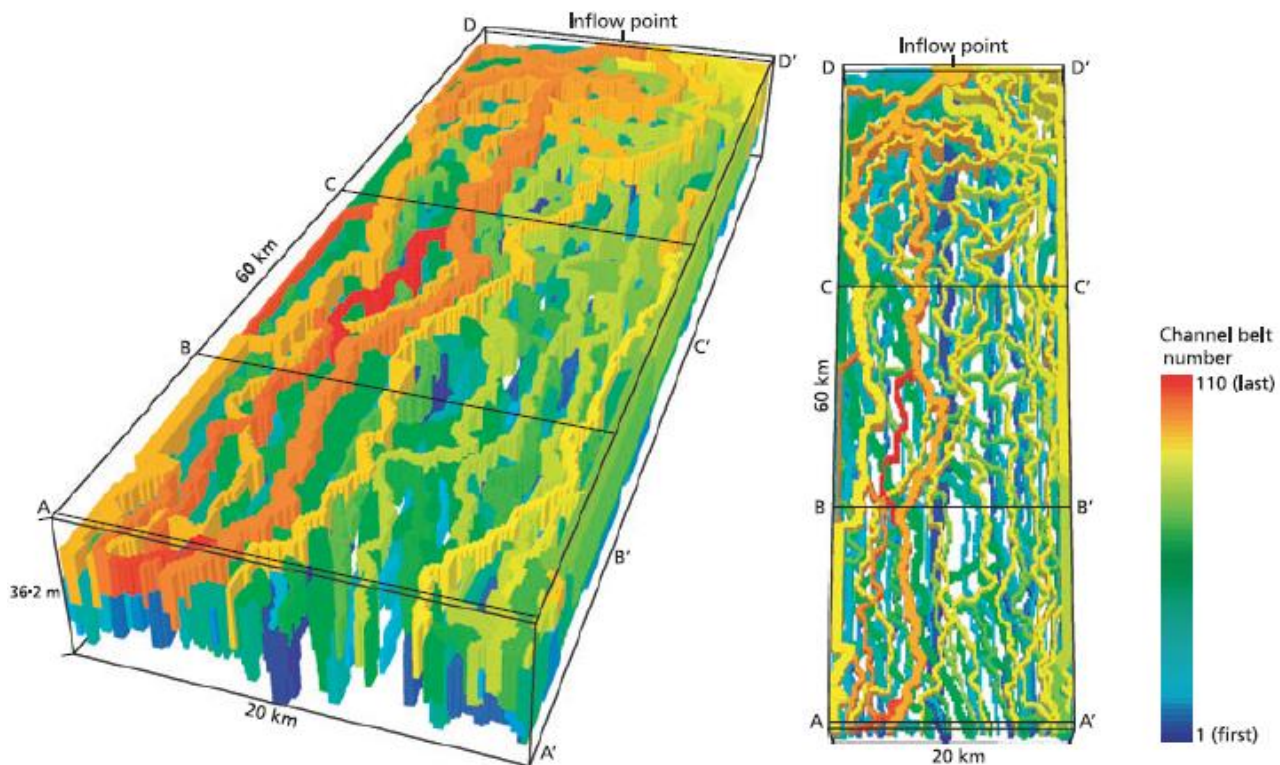 Inflow point
D
D'
C
60 km
B
C'
A
B'
36·2 m
20 km
A'
Inflow point
D
D'
C
C'
60 km
B
B'
A
A'
20 km
Channel belt
number
110 (last)
1 (first)